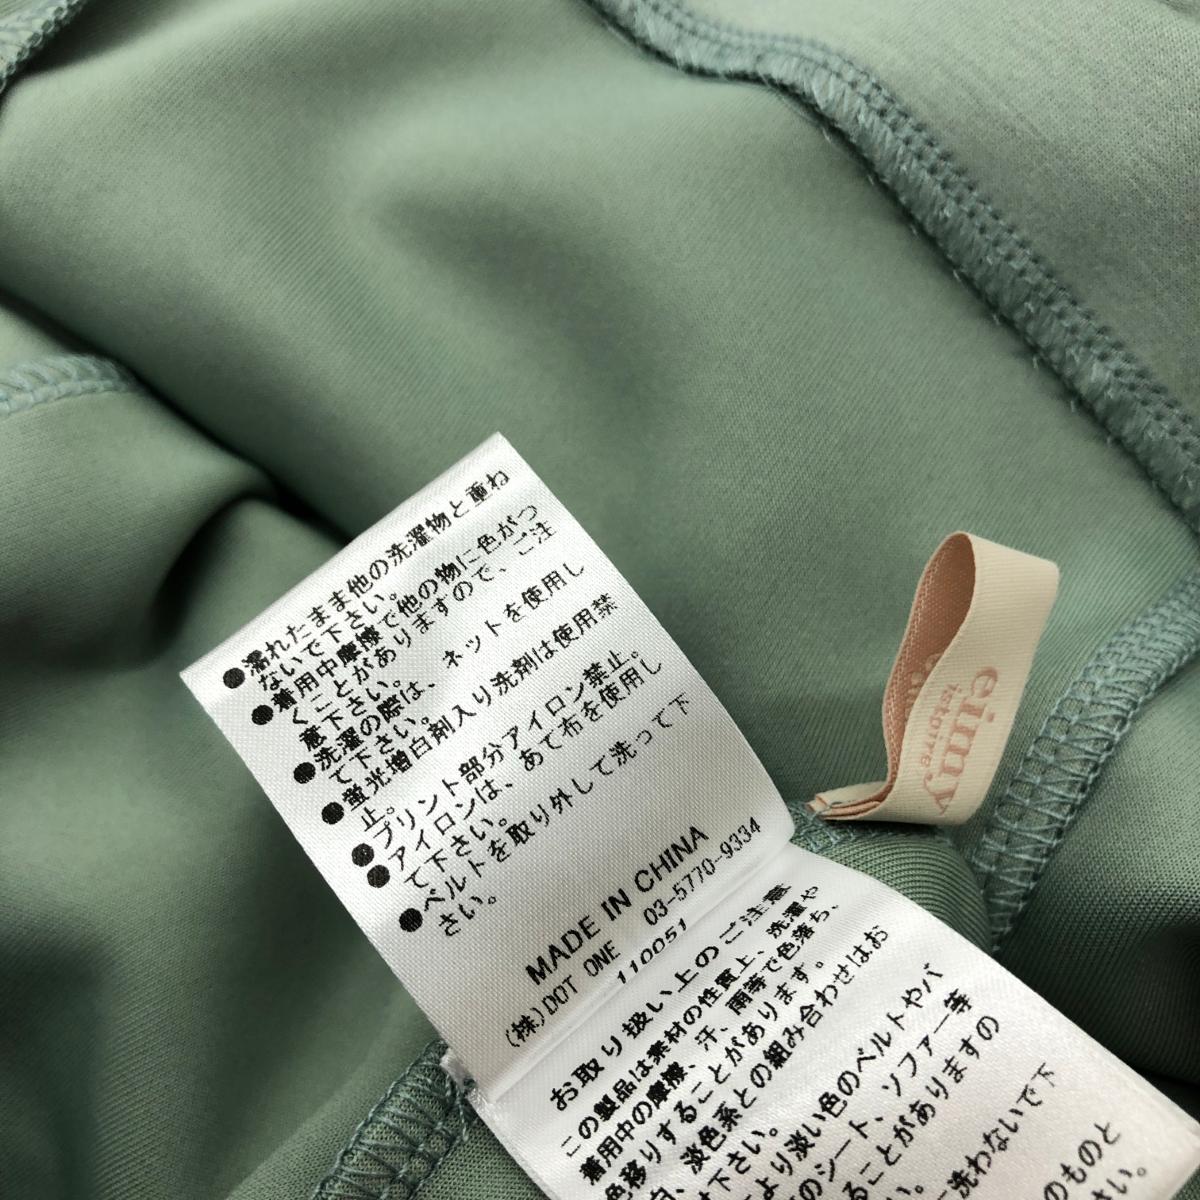 ●濡れたまま他の洗濯物と重ね
ないで下さい。
●着用中摩擦で他の物に色がつ
くことがありますので、ご注
意下さい。
●洗濯の際は、 ネットを使用し
て下さい。
●蛍光増白剤入り洗剤は使用禁
止。
●プリント部分アイロン禁止。
●アイロンは、あて布を使用し
て下さい。
●ベルトを取り外して洗って下
さい。
MADE IN CHINA
(株)DOT ONE 03-5770-9334
110051
お取り扱い上のご注意
この製品は素材の性質上、洗濯や
着用中の摩擦、汗、雨等で色落ち、
色移りすることがあります。
白、淡色系との組み合わせはお
下さい。
より淡い色のベルトやバ
のシート、ソファー等
ることがありますの
洗わないで下
のものと
さい。
eimy
istoire